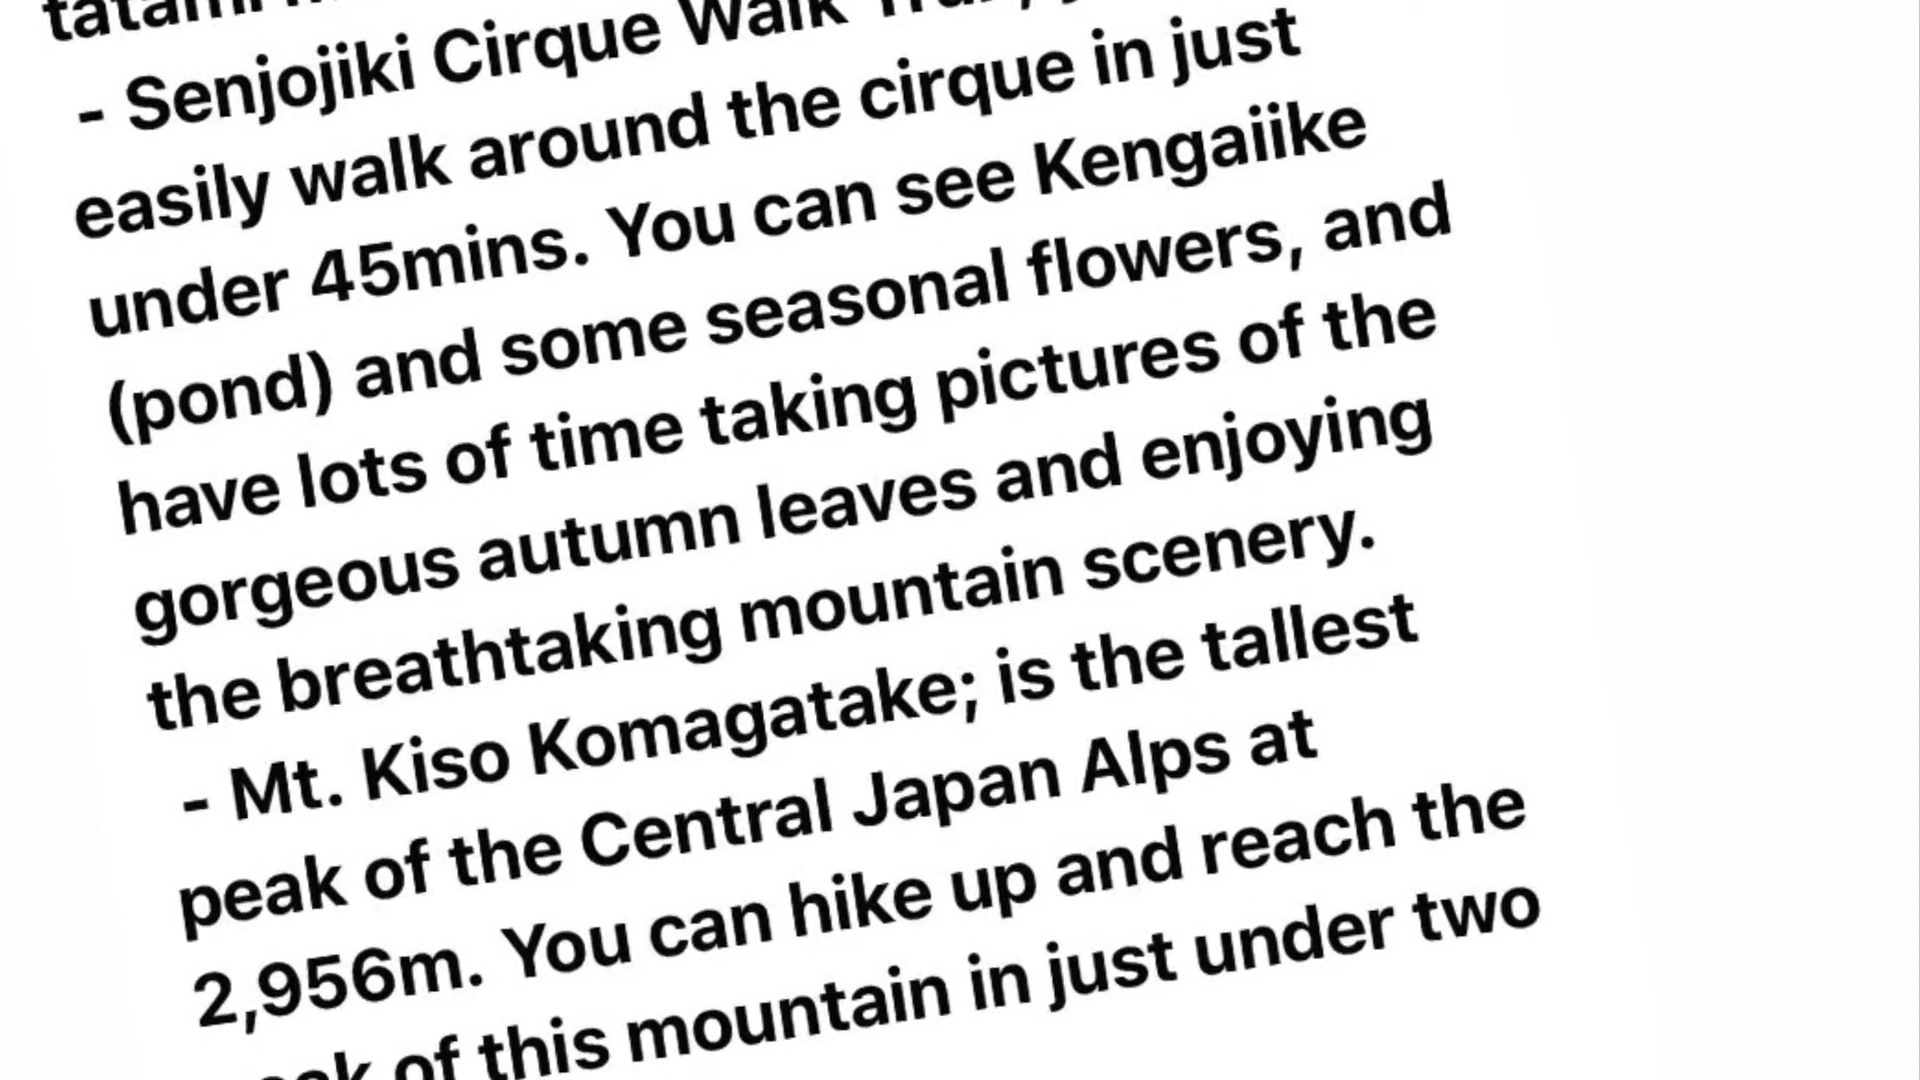 - Senjojiki Cirque Walk
easily walk around the cirque in just
under 45mins. You can see Kengaiike
(pond) and some seasonal flowers, and
have lots of time taking pictures of the
gorgeous autumn leaves and enjoying
the breathtaking mountain scenery.
- Mt. Kiso Komagatake; is the tallest
peak of the Central Japan Alps at
2,956m. You can hike up and reach the
of this mountain in just under two